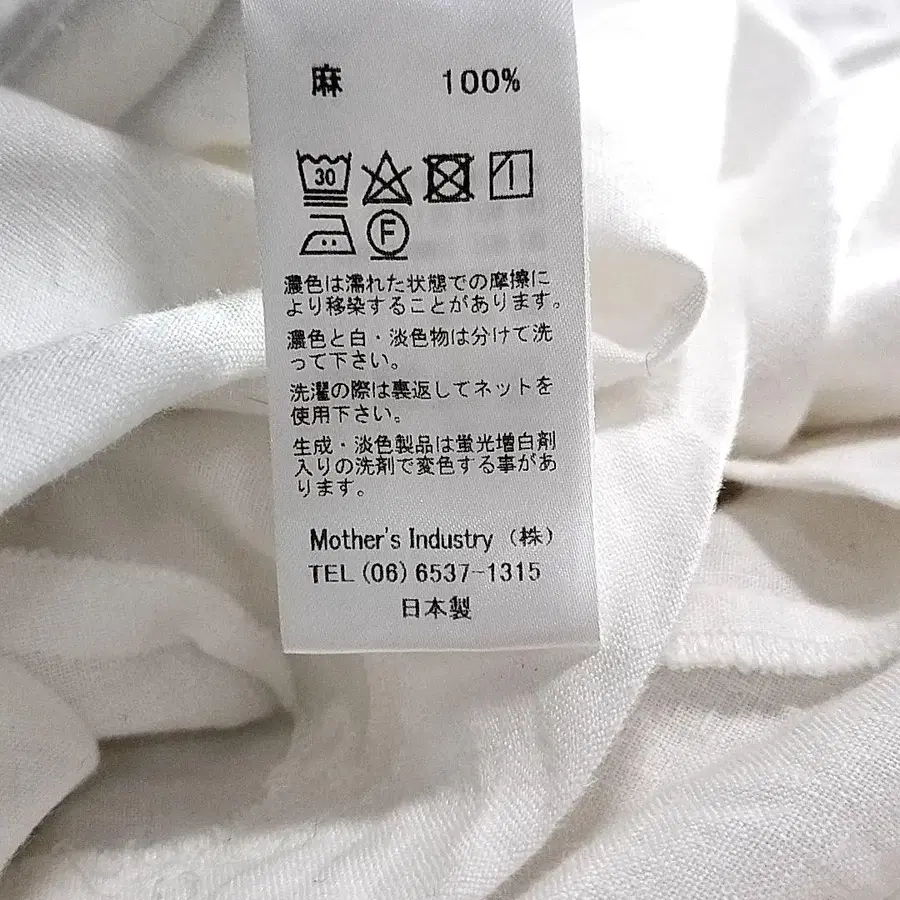 麻 100%
30
F
濃色は濡れた状態での摩擦に
より移染することがあります。
濃色と白・淡色物は分けて洗
って下さい。
洗濯の際は裏返してネットを
使用下さい。
生成・淡色製品は蛍光増白剤
入りの洗剤で変色する事があ
ります。
Mother's Industry (株)
TEL (06) 6537-1315
日本製